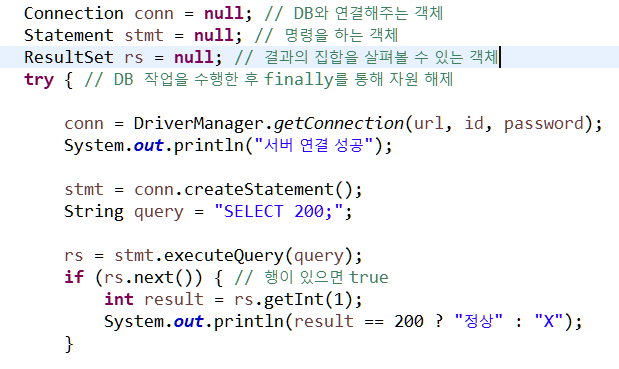 Connection conn = null; // DB와 연결해주는 객체
Statement stmt = null; // 명령을 하는 객체
ResultSet rs = null; // 결과의 집합을 살펴볼 수 있는 객체
try { // DB 작업을 수행한 후 finally를 통해 자원 해제
conn = DriverManager.getConnection(url, id, password);
System.out.println("서버 연결 성공");
stmt = conn.createStatement();
String query = "SELECT 200;";
rs = stmt.executeQuery(query);
if (rs.next()) { // 행이 있으면 true
int result = rs.getInt(1);
System.out.println(result == 200 ? "정상" : "X");
}